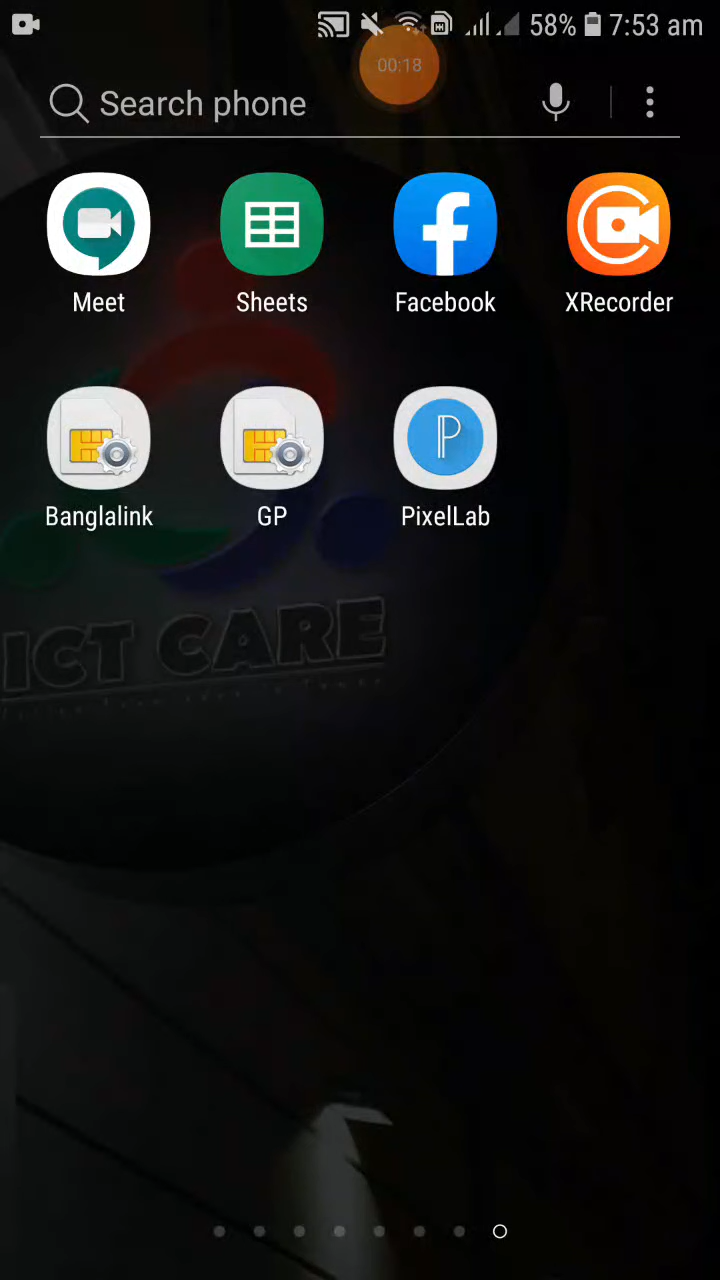 58% 7:53 am
00:18
Search phone
Meet Sheets Facebook XRecorder
Banglalink GP PixelLab
ICT CARE